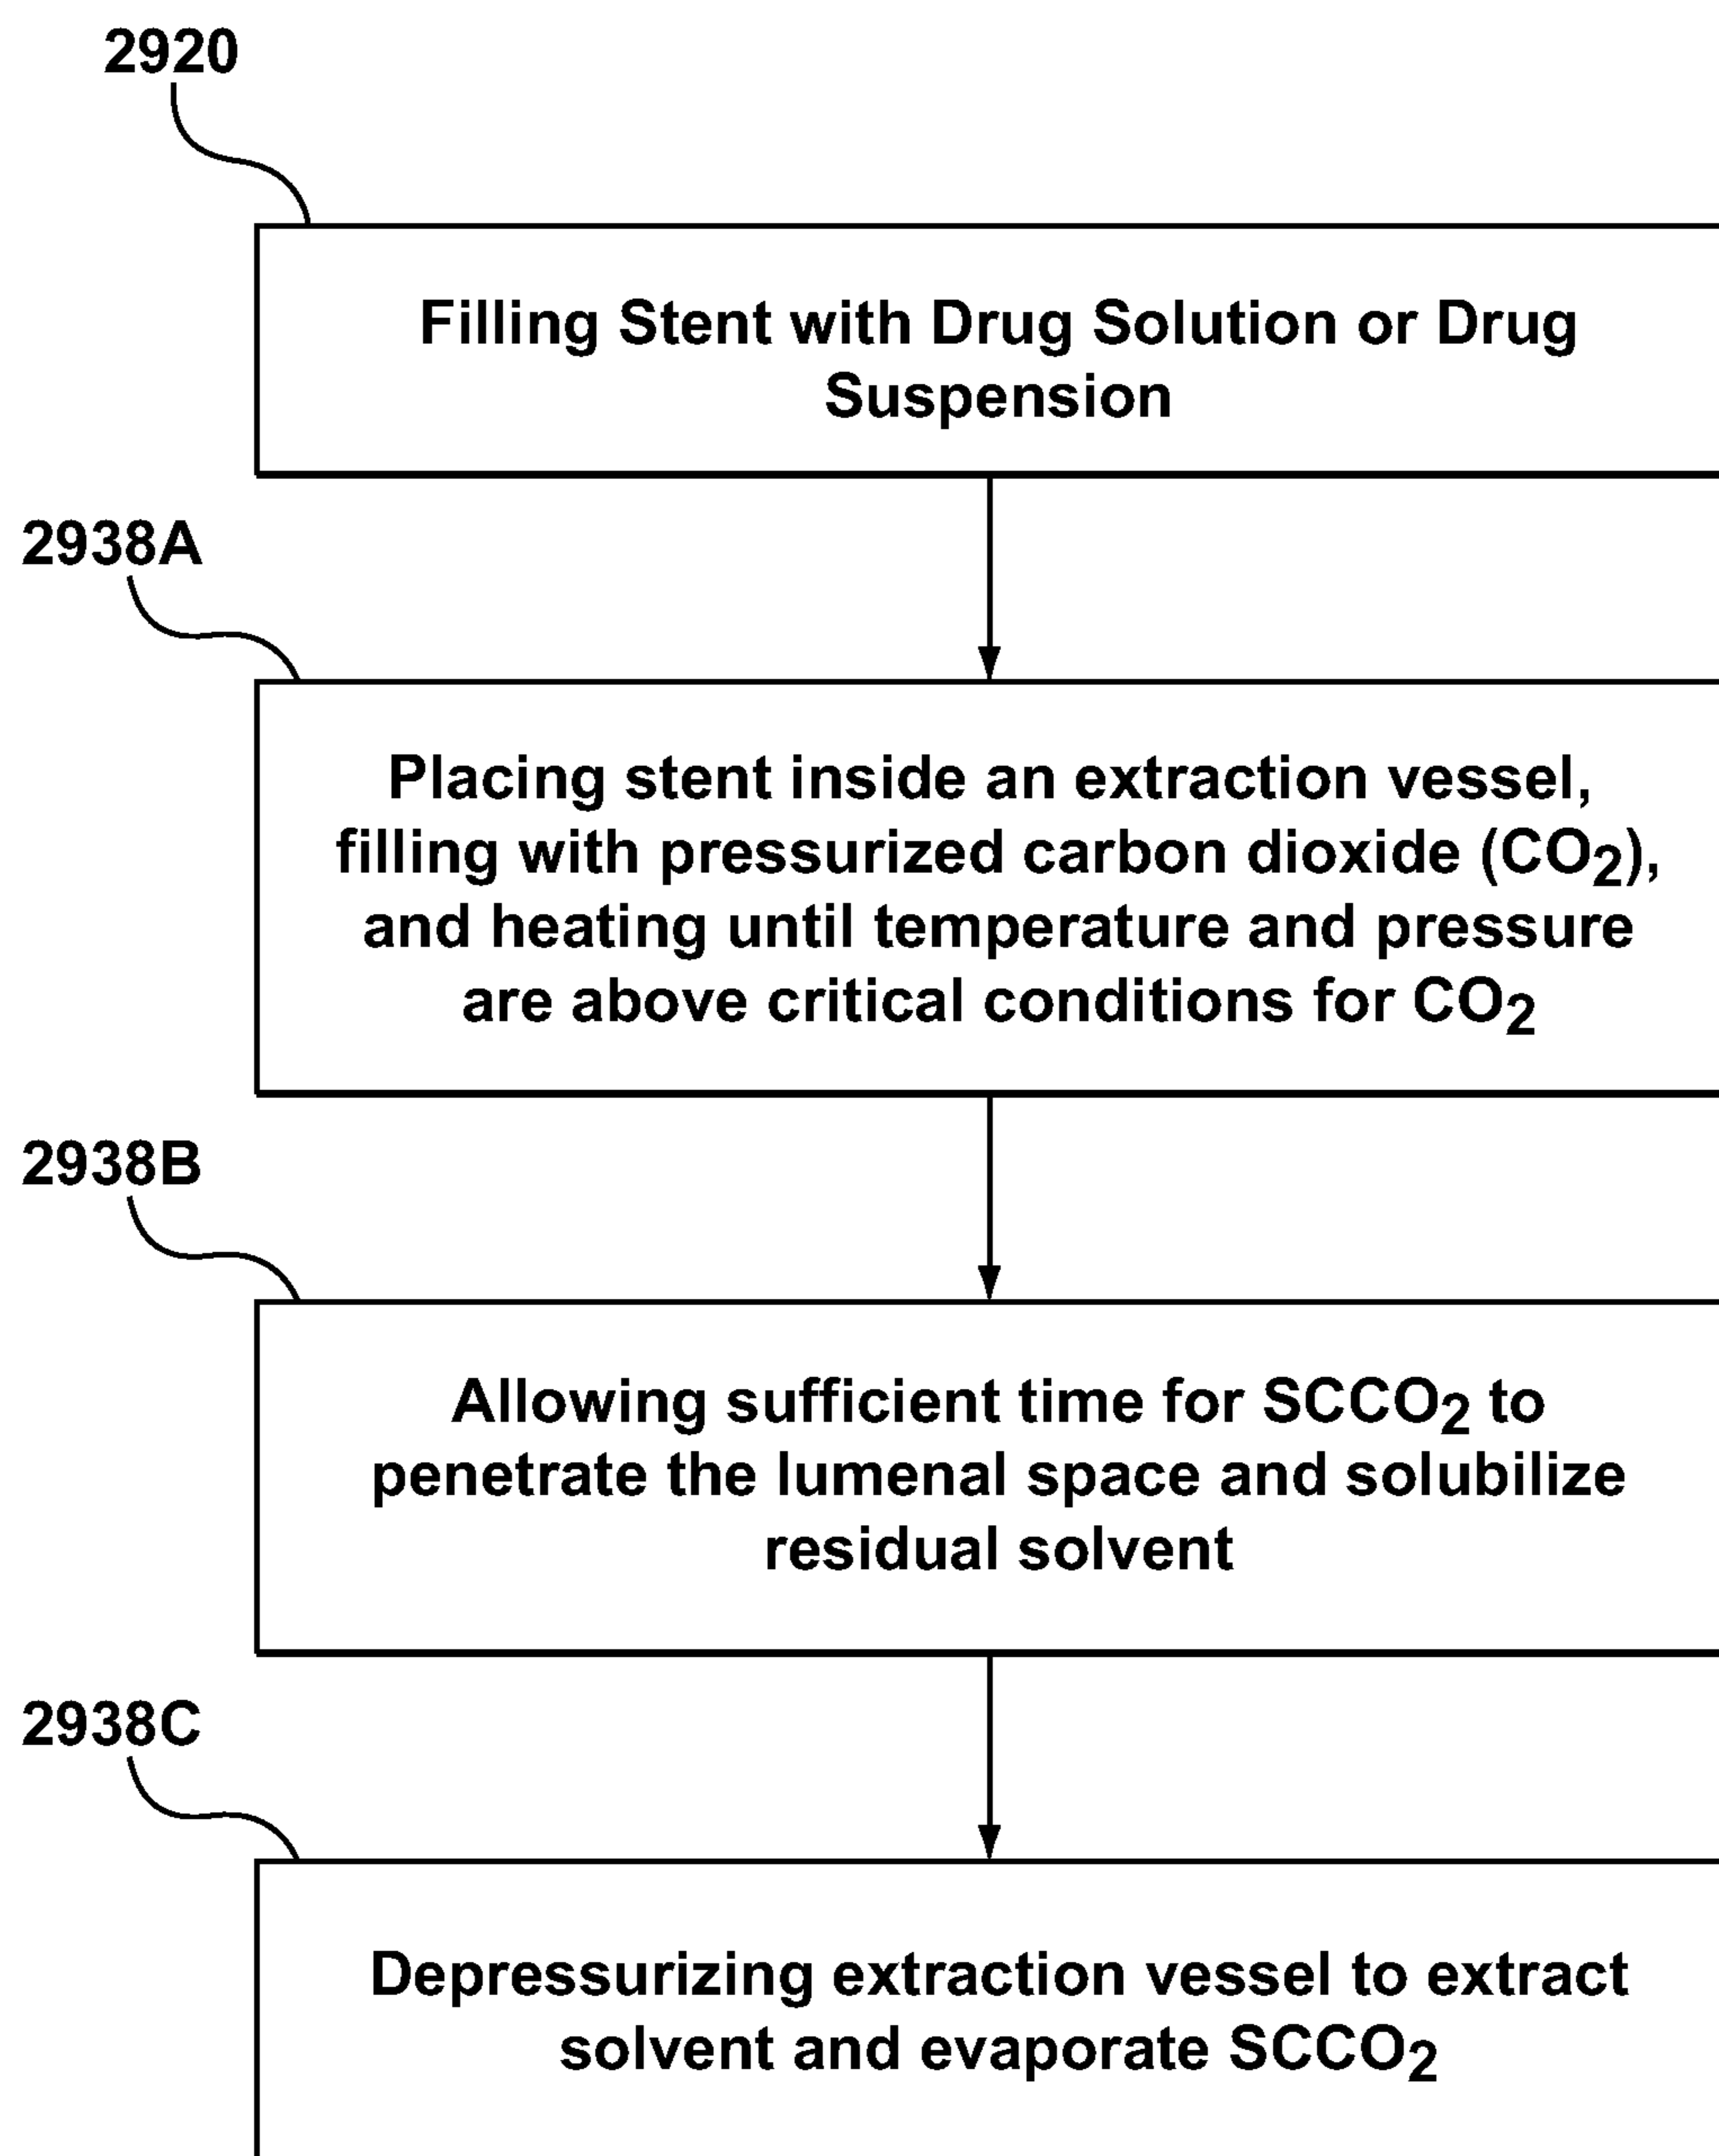 2920
Filling Stent with Drug Solution or Drug
Suspension
2938A
Placing stent inside an extraction vessel,
filling with pressurized carbon dioxide (CO₂),
and heating until temperature and pressure
are above critical conditions for CO₂
2938B
Allowing sufficient time for SCCO₂ to
penetrate the lumenal space and solubilize
residual solvent
2938C
Depressurizing extraction vessel to extract
solvent and evaporate SCCO₂